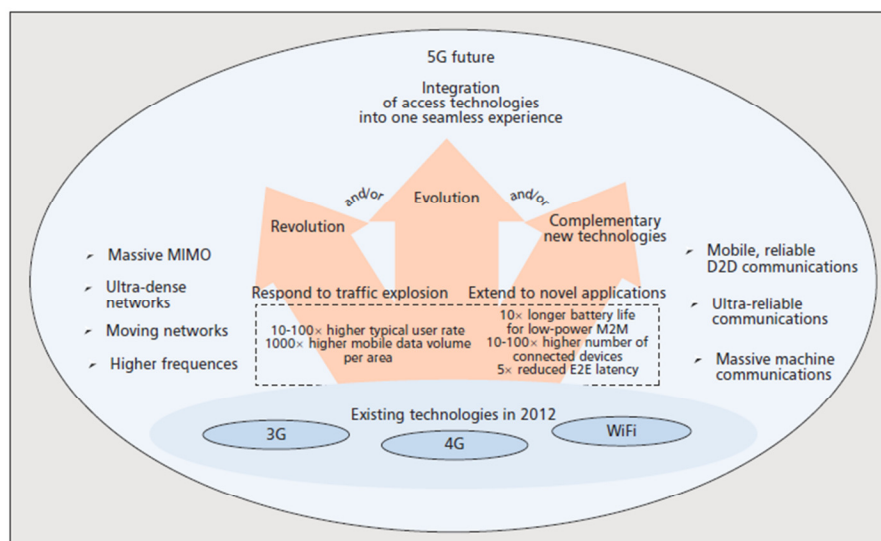 5G future
Integration
of access technologies
into one seamless experience
and/or
Evolution
and/or
Revolution
Complementary
new technologies
➢ Massive MIMO
➢ Ultra-dense
networks
➢ Moving networks
➢ Higher frequences
➢ Mobile, reliable
D2D communications
➢ Ultra-reliable
communications
➢ Massive machine
communications
Respond to traffic explosion
10-100× higher typical user rate
1000× higher mobile data volume
per area
Extend to novel applications
10× longer battery life
for low-power M2M
10-100× higher number of
connected devices
5× reduced E2E latency
Existing technologies in 2012
3G
4G
WiFi